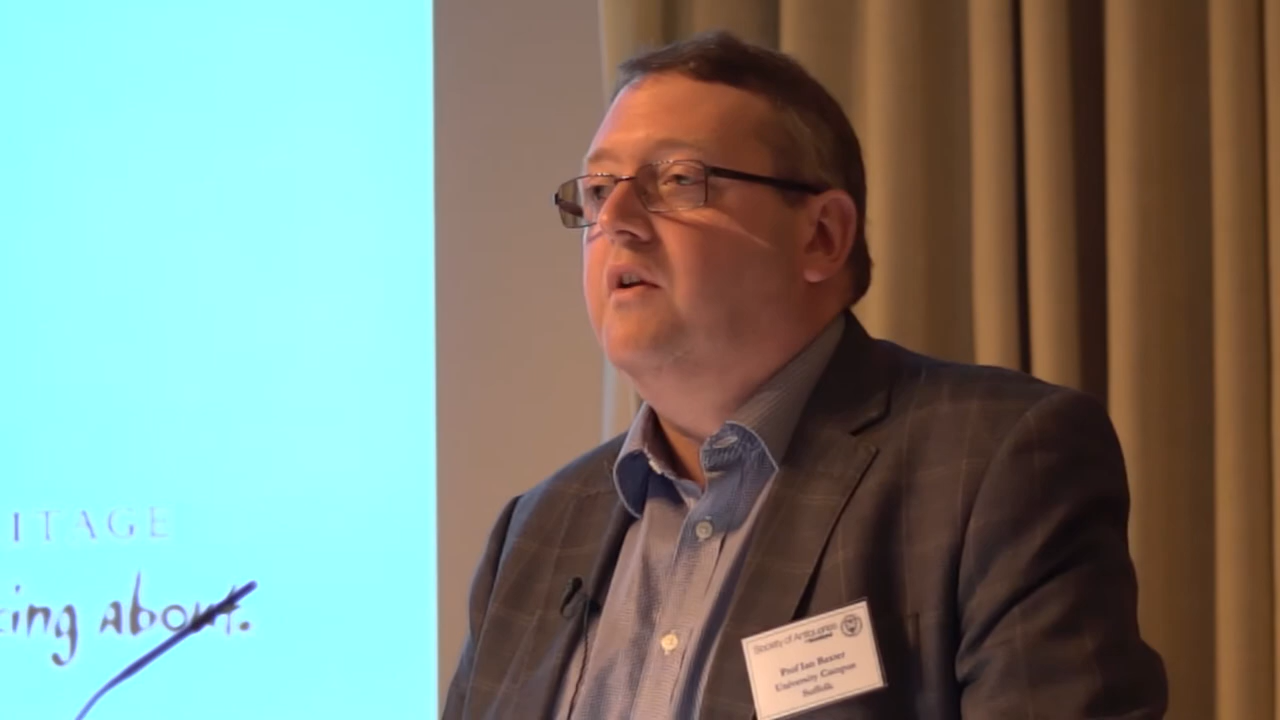 ITAGE
king about.
Society of Antiquaries
Prof Ian Baxter
University Campus
Suffolk